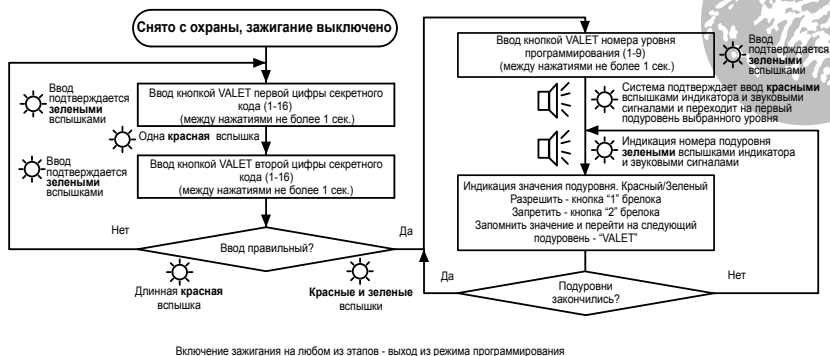 Снято с охраны, зажигание выключено
Ввод
подтверждается
зелеными
вспышками
Ввод кнопкой VALET первой цифры секретного
кода (1-16)
(между нажатиями не более 1 сек.)
Одна красная вспышка
Ввод
подтверждается
зелеными
вспышками
Ввод кнопкой VALET второй цифры секретного
кода (1-16)
(между нажатиями не более 1 сек.)
Нет
Ввод правильный?
Да
Длинная красная
вспышка
Красные и зеленые
вспышки
Ввод кнопкой VALET номера уровня
программирования (1-9)
(между нажатиями не более 1 сек.)
Ввод
подтверждается
зелеными
вспышками
Система подтверждает ввод красными
вспышками индикатора и звуковыми
сигналами и переходит на первый
подуровень выбранного уровня
Индикация номера подуровня
зелеными вспышками индикатора
и звуковыми сигналами
Индикация значения подуровня. Красный/Зеленый
Разрешить - кнопка “1” брелока
Запретить - кнопка “2” брелока
Запомнить значение и перейти на следующий
подуровень - “VALET”
Да
Подуровни
закончились?
Нет
Включение зажигания на любом из этапов - выход из режима программирования